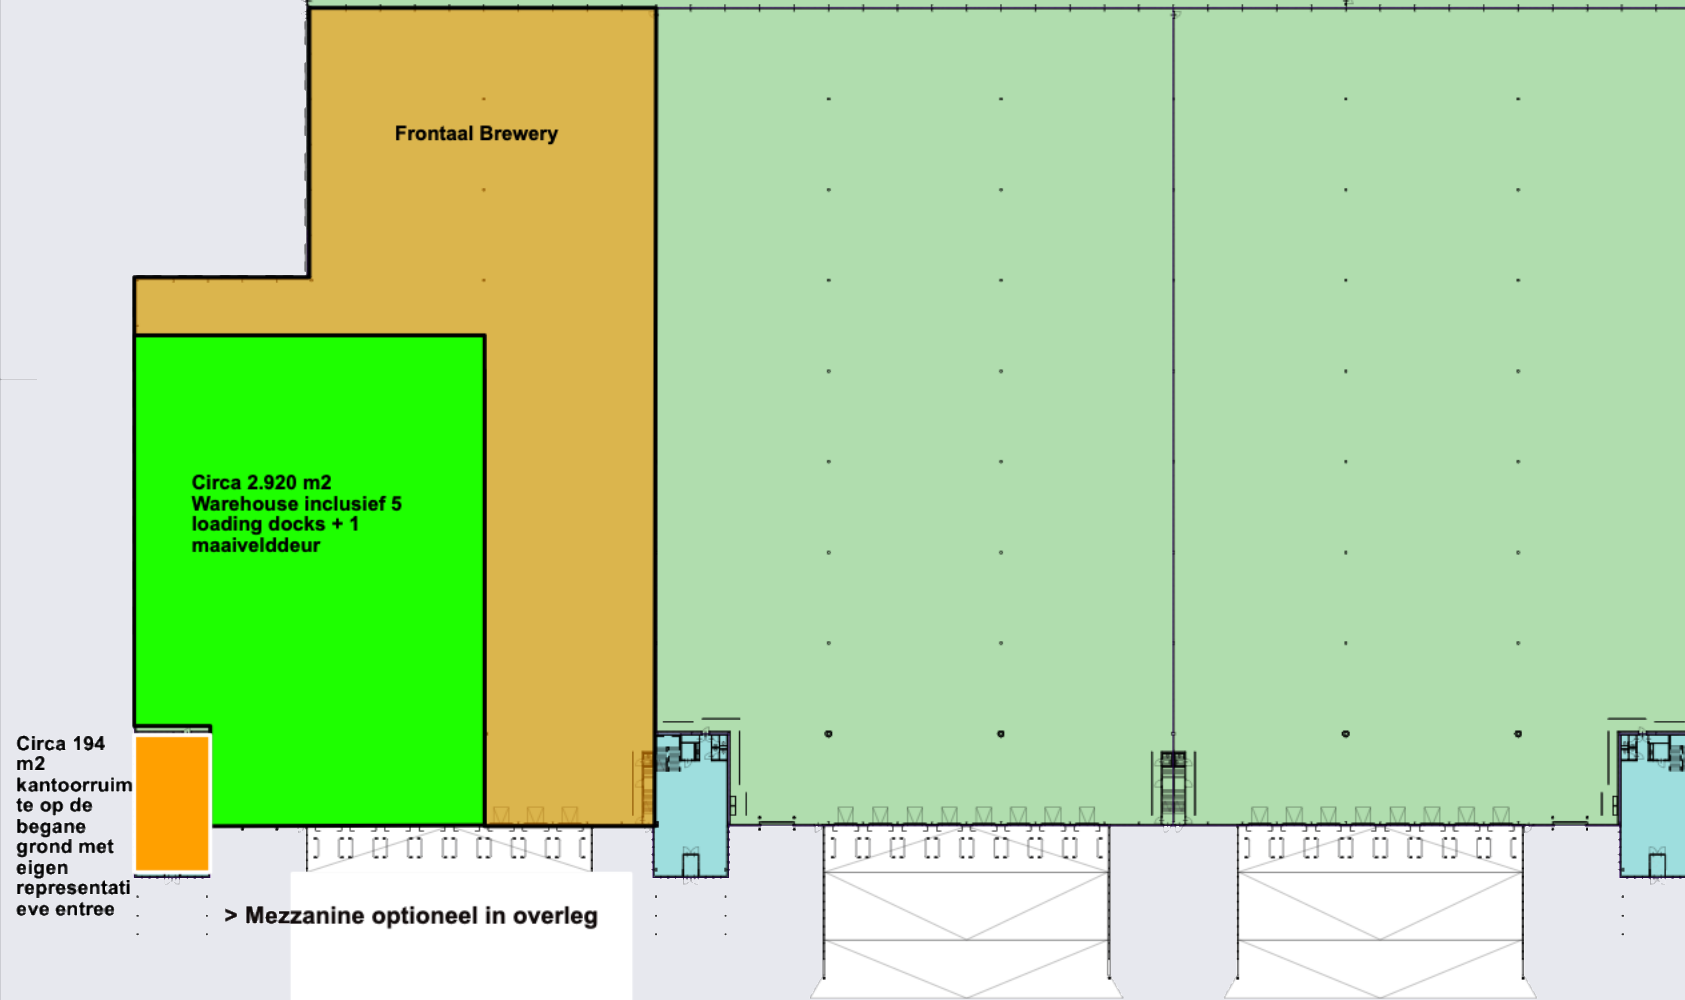 Frontaal Brewery
Circa 2.920 m2
Warehouse inclusief 5
loading docks + 1
maaivelddeur
Circa 194
m2
kantoorruim
te op de
begane
grond met
eigen
representati
eve entree
> Mezzanine optioneel in overleg